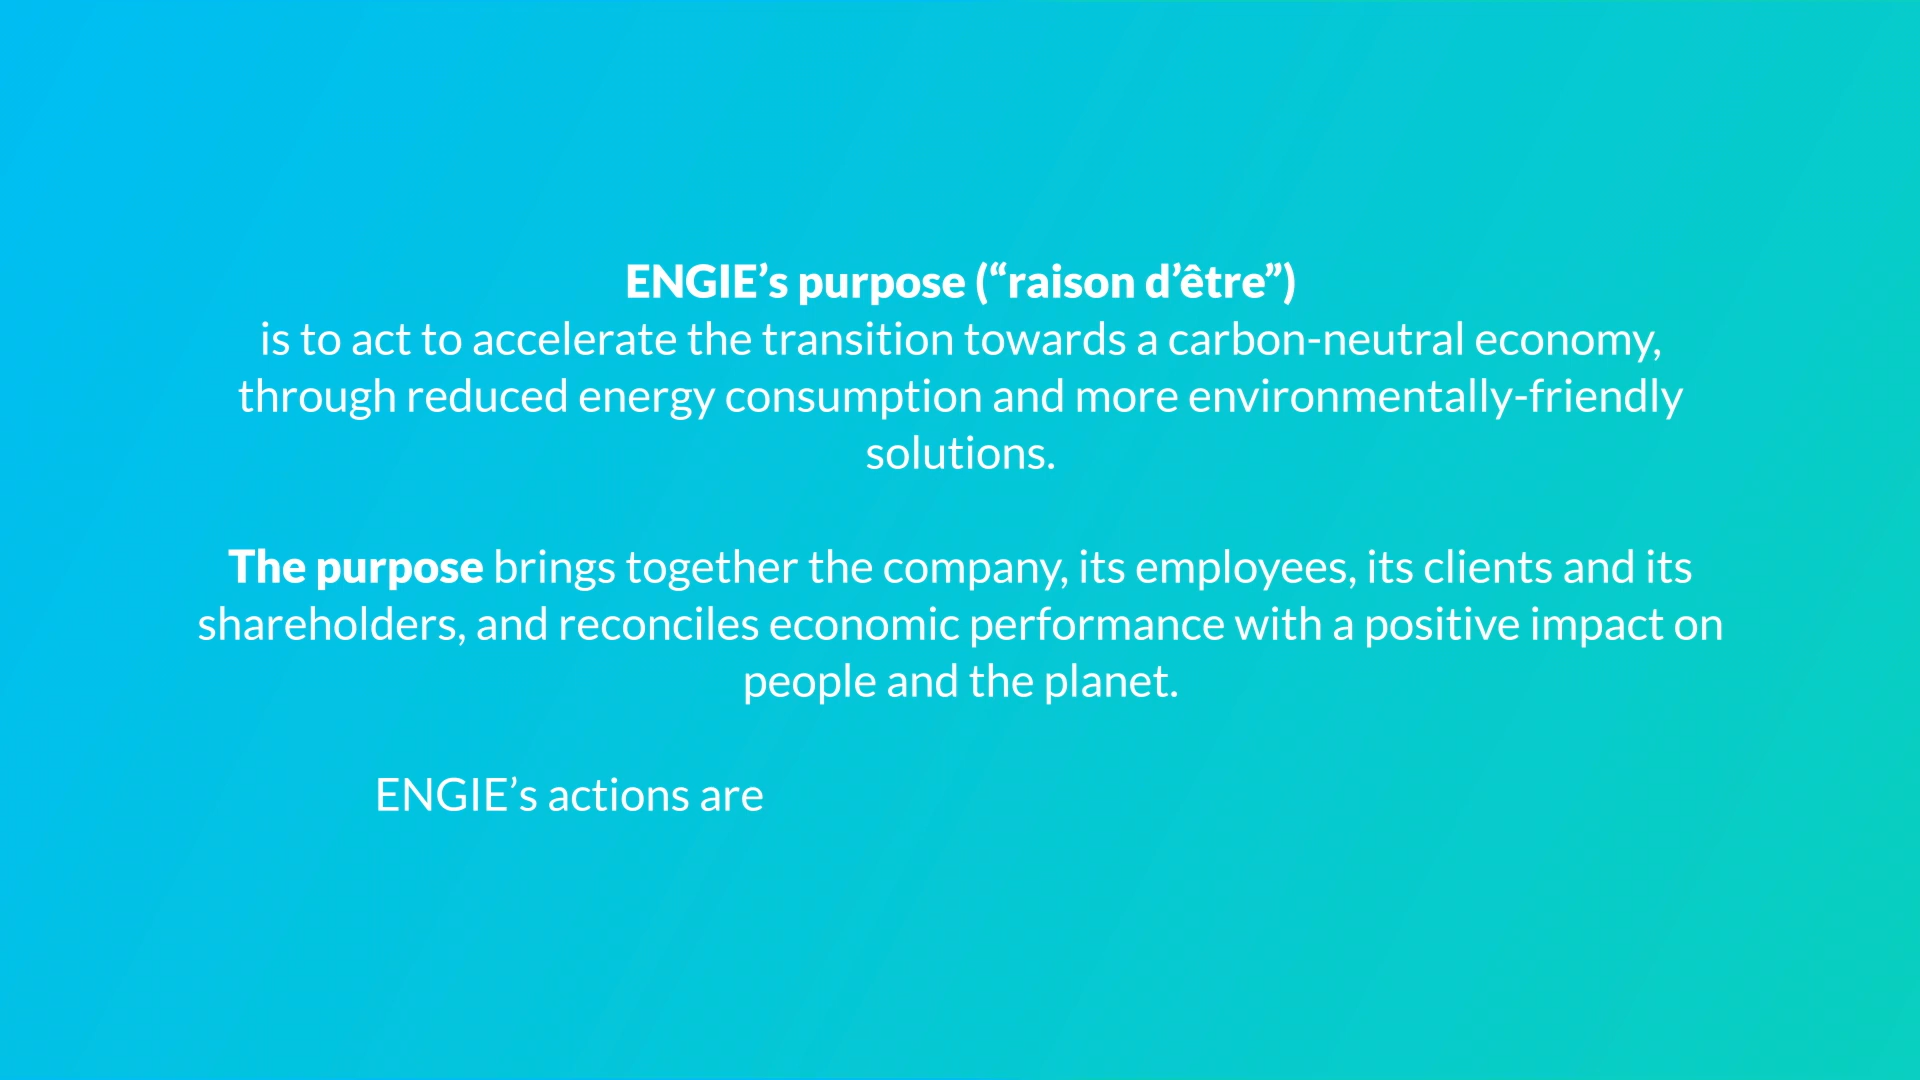 ENGIE’s purpose (“raison d’être”)
is to act to accelerate the transition towards a carbon-neutral economy,
through reduced energy consumption and more environmentally-friendly
solutions.
The purpose brings together the company, its employees, its clients and its
shareholders, and reconciles economic performance with a positive impact on
people and the planet.
ENGIE’s actions are